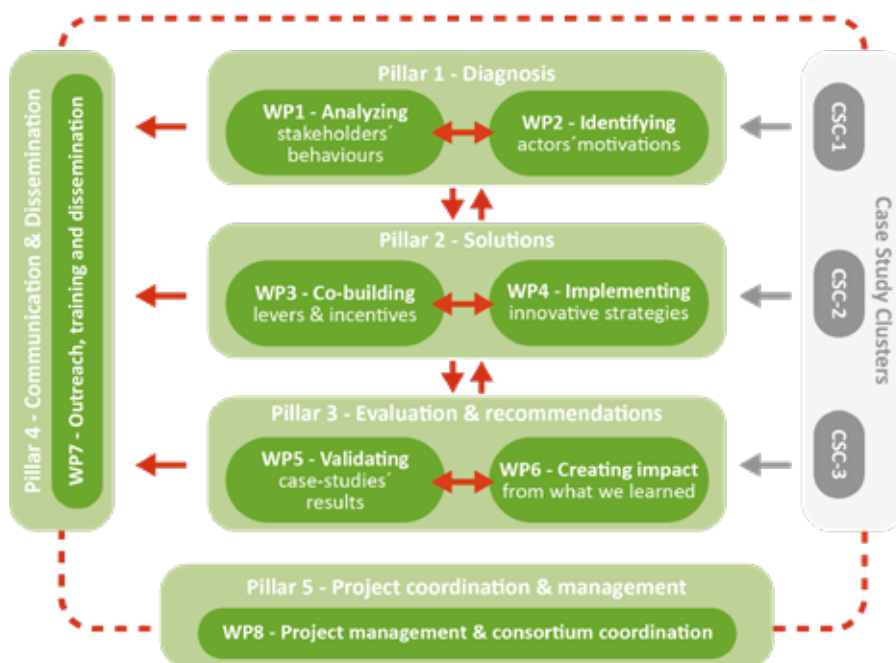 Pillar 1 - Diagnosis
WP1 - Analyzing
stakeholders´
behaviours
WP2 - Identifying
actors´motivations
Pillar 2 - Solutions
WP3 - Co-building
levers & incentives
WP4 - Implementing
innovative strategies
Pillar 3 - Evaluation & recommendations
WP5 - Validating
case-studies´
results
WP6 - Creating impact
from what we learned
Pillar 4 - Communication & Dissemination
WP7 - Outreach, training and dissemination
CSC-1
CSC-2
CSC-3
Case Study Clusters
Pillar 5 - Project coordination & management
WP8 - Project management & consortium coordination